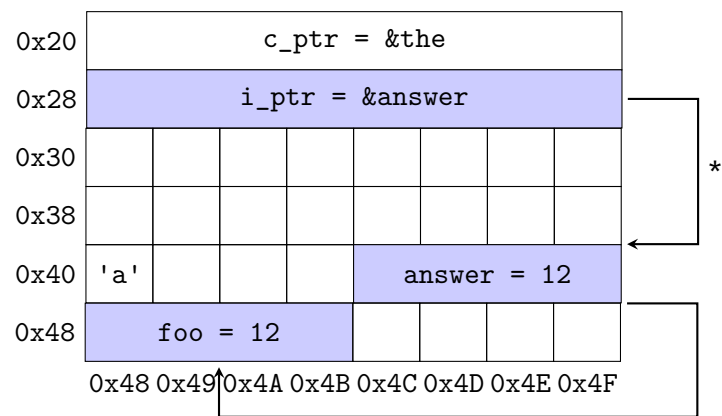 0x20 c_ptr = &the
0x28 i_ptr = &answer
0x30
*
0x38
0x40 'a' answer = 12
0x48 foo = 12
0x48 0x49 0x4A 0x4B 0x4C 0x4D 0x4E 0x4F